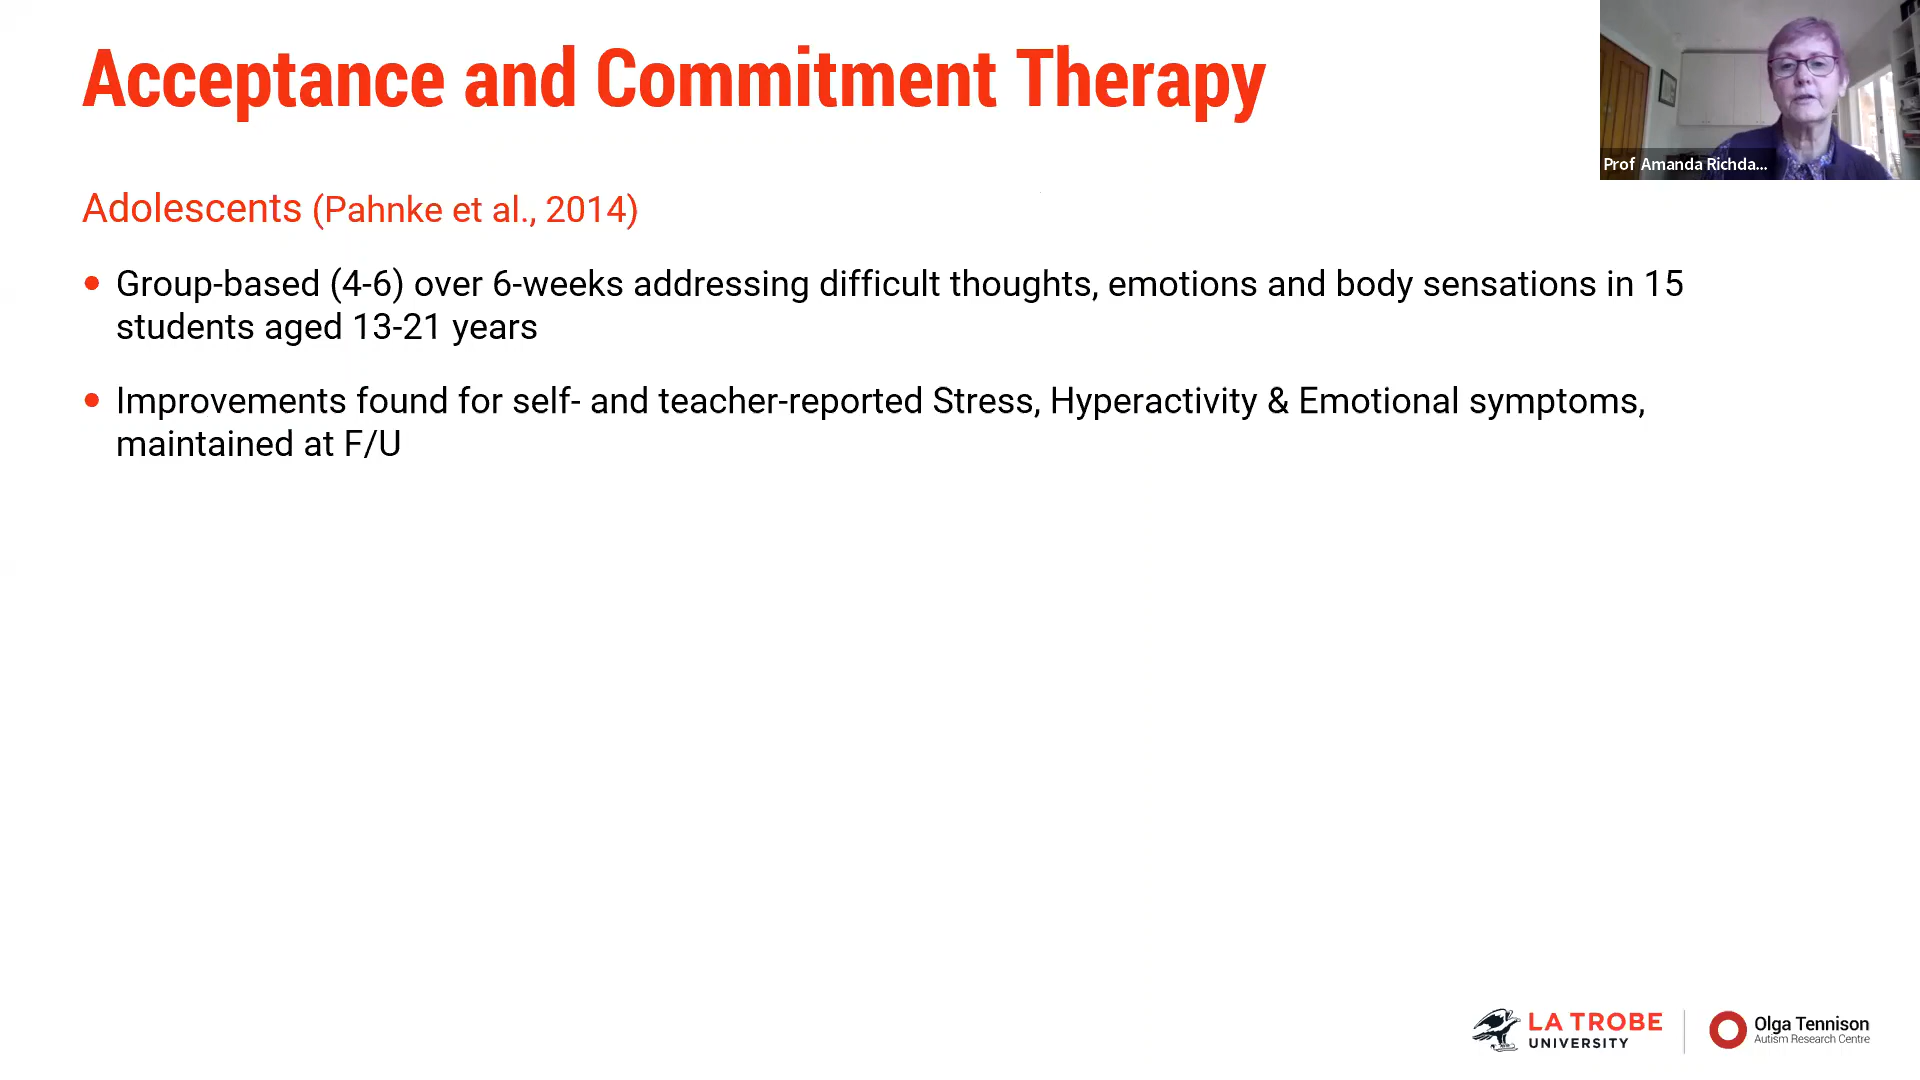 Acceptance and Commitment Therapy
Prof Amanda Richda...
Adolescents (Pahnke et al., 2014)
• Group-based (4-6) over 6-weeks addressing difficult thoughts, emotions and body sensations in 15
students aged 13-21 years
• Improvements found for self- and teacher-reported Stress, Hyperactivity & Emotional symptoms,
maintained at F/U
LA TROBE
UNIVERSITY
Olga Tennison
Autism Research Centre